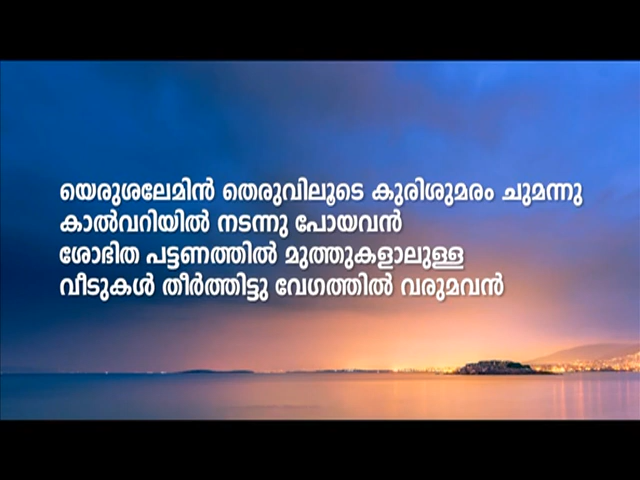 യെരുശലേമിൻ തെരുവിലൂടെ കുരിശുമരം ചുമന്നു
കാൽവറിയിൽ നടന്നു പോയവൻ
ശോഭിത പട്ടണത്തിൽ മുത്തുകളാലുള്ള
വീടുകൾ തീർത്തിട്ടു വേഗത്തിൽ വരുമവൻ